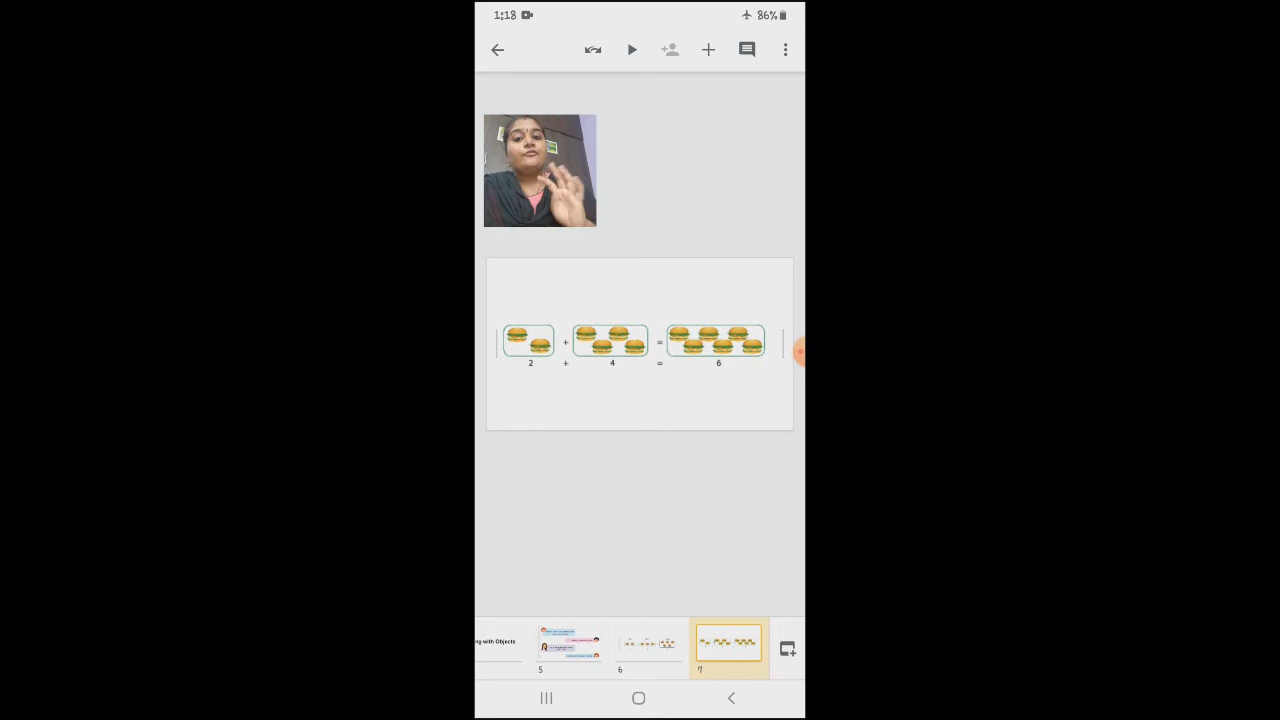 1:18 86%
2 + 4 = 6
+ =
ng with Objects
5 6 7